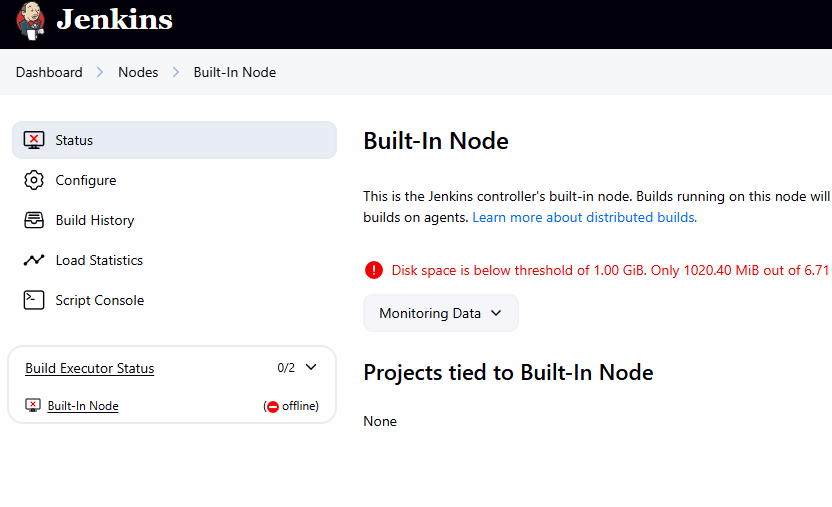 Jenkins
Dashboard > Nodes > Built-In Node
Status
Configure
Build History
Load Statistics
Script Console
Build Executor Status 0/2
Built-In Node (offline)
Built-In Node
This is the Jenkins controller's built-in node. Builds running on this node will
builds on agents. Learn more about distributed builds.
Disk space is below threshold of 1.00 GiB. Only 1020.40 MiB out of 6.71
Monitoring Data
Projects tied to Built-In Node
None